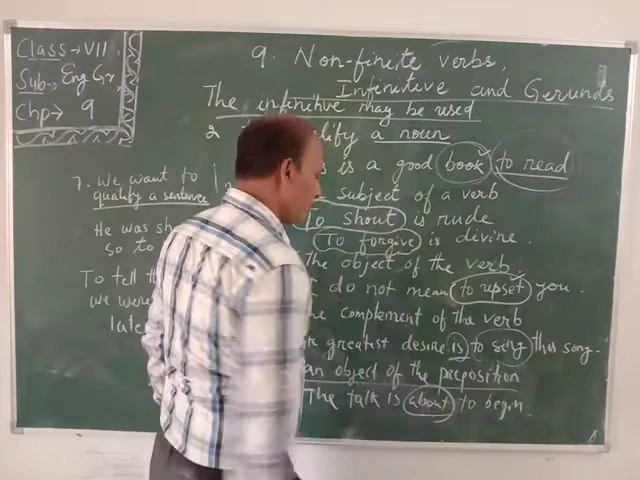 Class → VII
Sub → Eng Gr,
Chp → 9
9. Non-finite verbs,
Infinitive and Gerunds
The infinitive may be used
2 a noun
is a good book to read
Subject of a verb
To shout is rude
To forgive is divine.
the object of the verb
do not mean to upset you.
complement of the verb
greatest desire is to sing this song.
an object of the preposition
The talk is about to begin.
7. We want to
qualify a sentence
He was
so to
To tell
we were
late